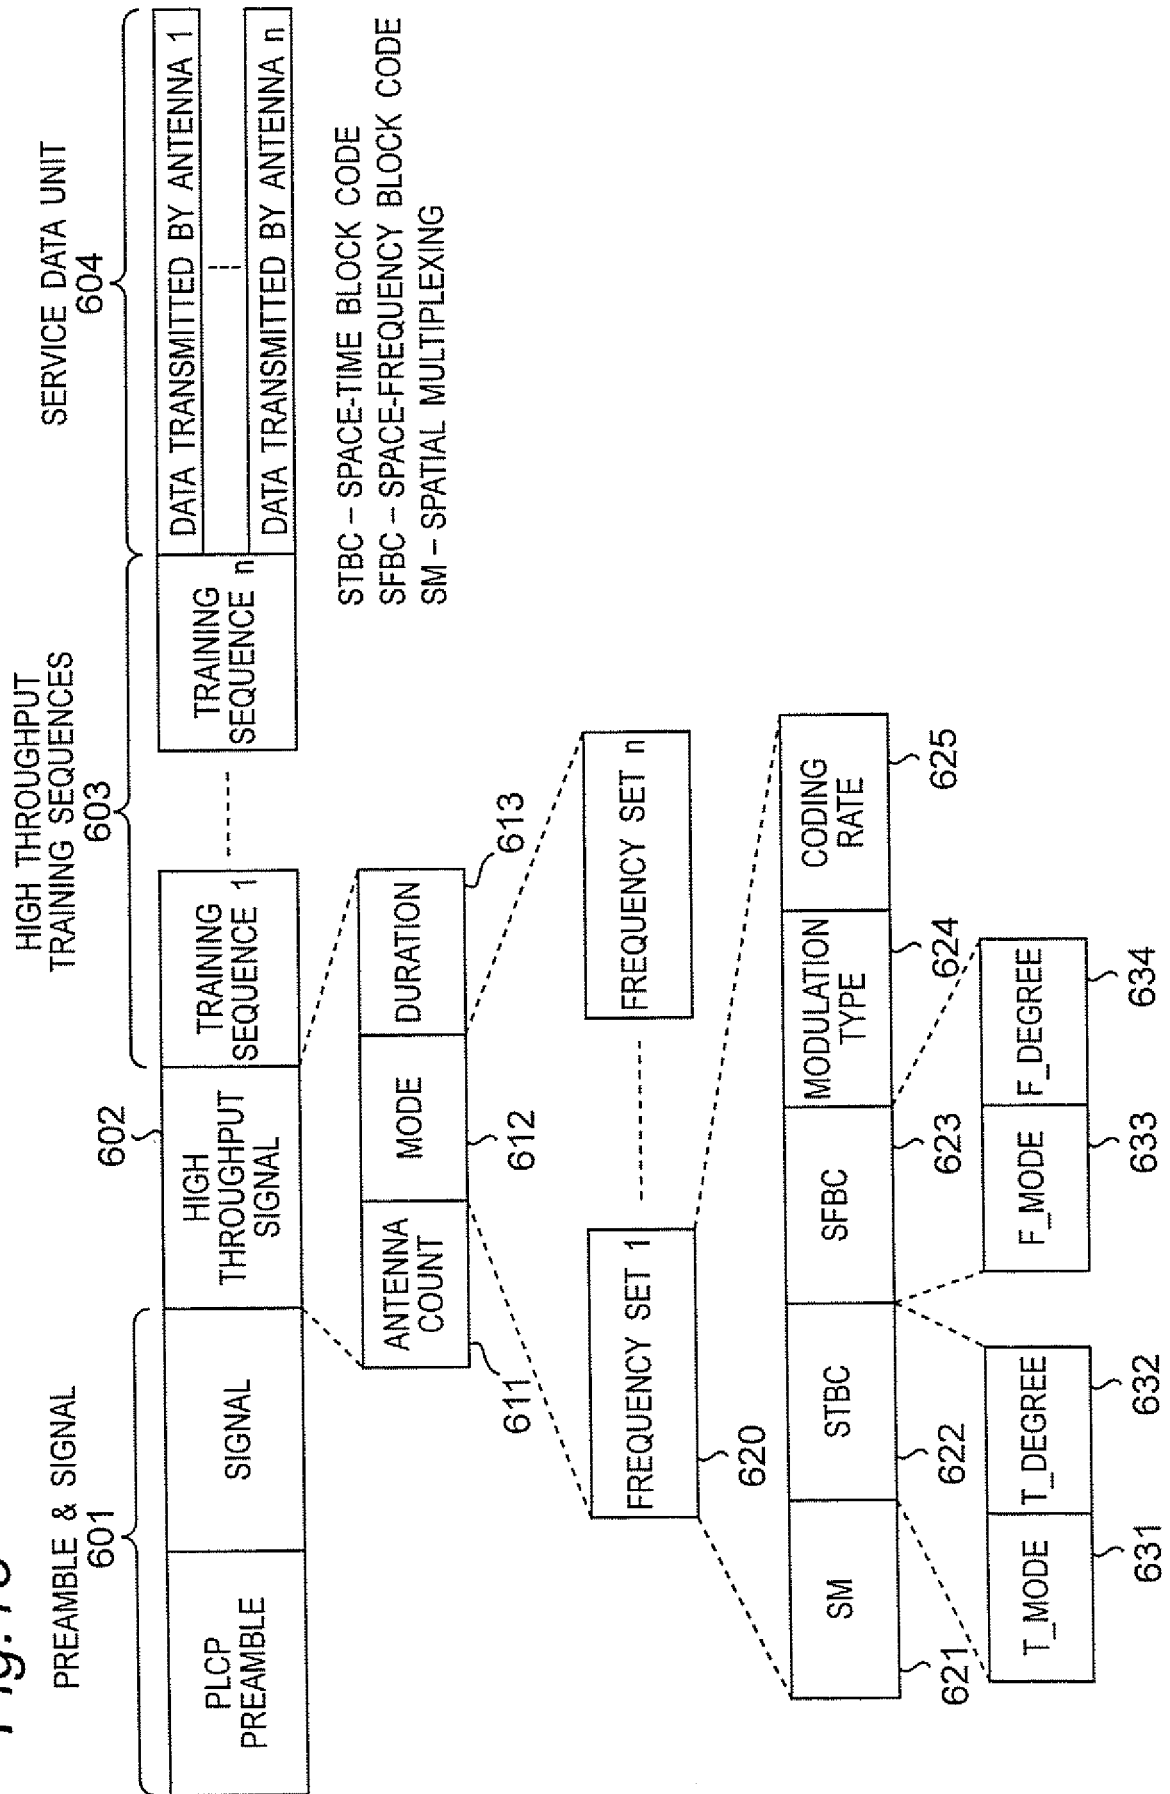 PREAMBLE & SIGNAL
601
602
HIGH THROUGHPUT
TRAINING SEQUENCES
603
SERVICE DATA UNIT
604
PLCP
PREAMBLE
SIGNAL
HIGH
THROUGHPUT
SIGNAL
TRAINING
SEQUENCE 1
TRAINING
SEQUENCE n
DATA TRANSMITTED BY ANTENNA 1
DATA TRANSMITTED BY ANTENNA n
STBC – SPACE-TIME BLOCK CODE
SFBC – SPACE-FREQUENCY BLOCK CODE
SM – SPATIAL MULTIPLEXING
ANTENNA
COUNT
MODE
DURATION
611
612
613
FREQUENCY SET 1
FREQUENCY SET n
620
SM
STBC
SFBC
MODULATION
TYPE
CODING
RATE
621
622
623
624
625
T_MODE
T_DEGREE
F_MODE
F_DEGREE
631
632
633
634